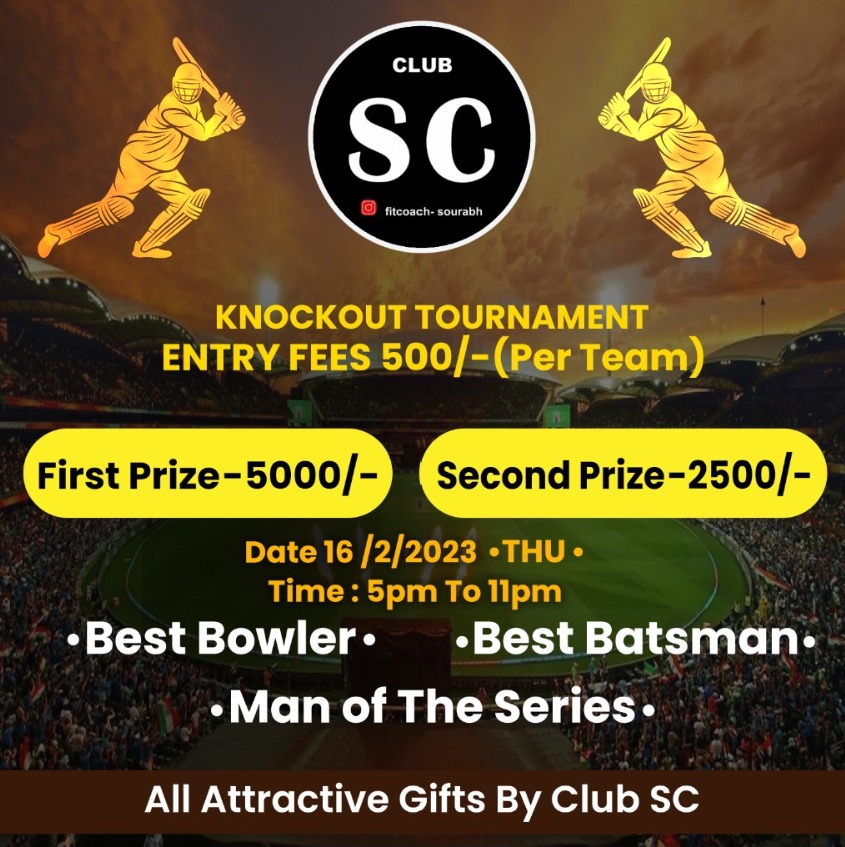 CLUB
SC
fitcoach- sourabh
KNOCKOUT TOURNAMENT
ENTRY FEES 500/-(Per Team)
First Prize-5000/-
Second Prize-2500/-
Date 16 /2/2023 •THU•
Time : 5pm To 11pm
•Best Bowler•
•Best Batsman•
•Man of The Series•
All Attractive Gifts By Club SC